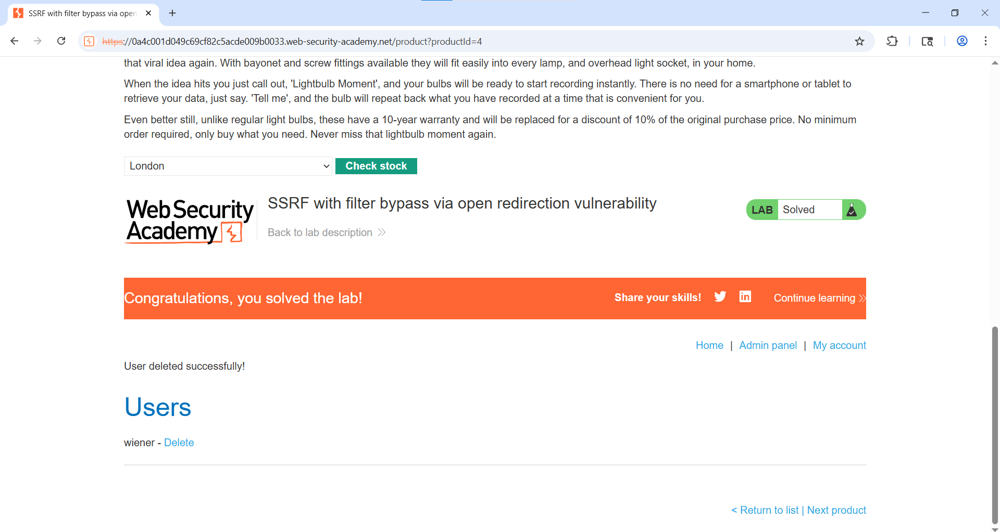 SSRF with filter bypass via open
https://0a4c001d049c69cf82c5acde009b0033.web-security-academy.net/product?productId=4
that viral idea again. With bayonet and screw fittings available they will fit easily into every lamp, and overhead light socket, in your home.
When the idea hits you just call out, 'Lightbulb Moment', and your bulbs will be ready to start recording instantly. There is no need for a smartphone or tablet to
retrieve your data, just say. 'Tell me', and the bulb will repeat back what you have recorded at a time that is convenient for you.
Even better still, unlike regular light bulbs, these have a 10-year warranty and will be replaced for a discount of 10% of the original purchase price. No minimum
order required, only buy what you need. Never miss that lightbulb moment again.
London Check stock
Web Security
Academy
SSRF with filter bypass via open redirection vulnerability
Back to lab description
LAB Solved
Congratulations, you solved the lab!
Share your skills! Continue learning
Home | Admin panel | My account
User deleted successfully!
Users
wiener - Delete
< Return to list | Next product